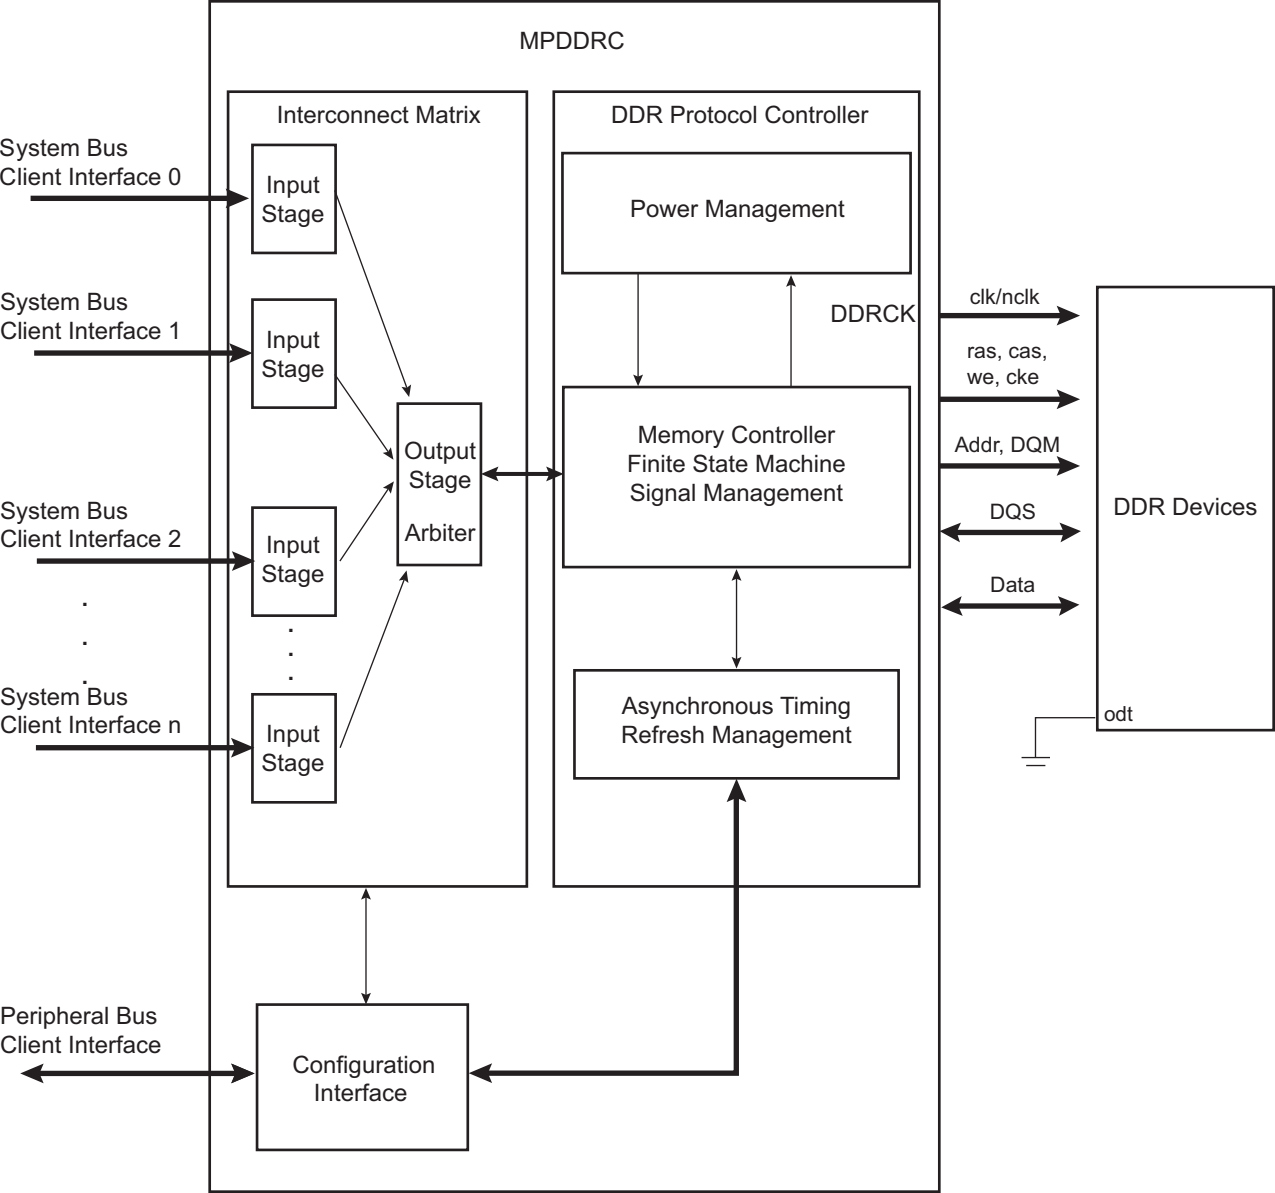 MPDDRC
Interconnect Matrix
DDR Protocol Controller
System Bus
Client Interface 0
Input
Stage
System Bus
Client Interface 1
Input
Stage
System Bus
Client Interface 2
Input
Stage
.
.
.
.
.
.
System Bus
Client Interface n
Input
Stage
Output
Stage
Arbiter
Power Management
DDRCK
Memory Controller
Finite State Machine
Signal Management
Asynchronous Timing
Refresh Management
clk/nclk
ras, cas,
we, cke
Addr, DQM
DQS
Data
DDR Devices
odt
Peripheral Bus
Client Interface
Configuration
Interface